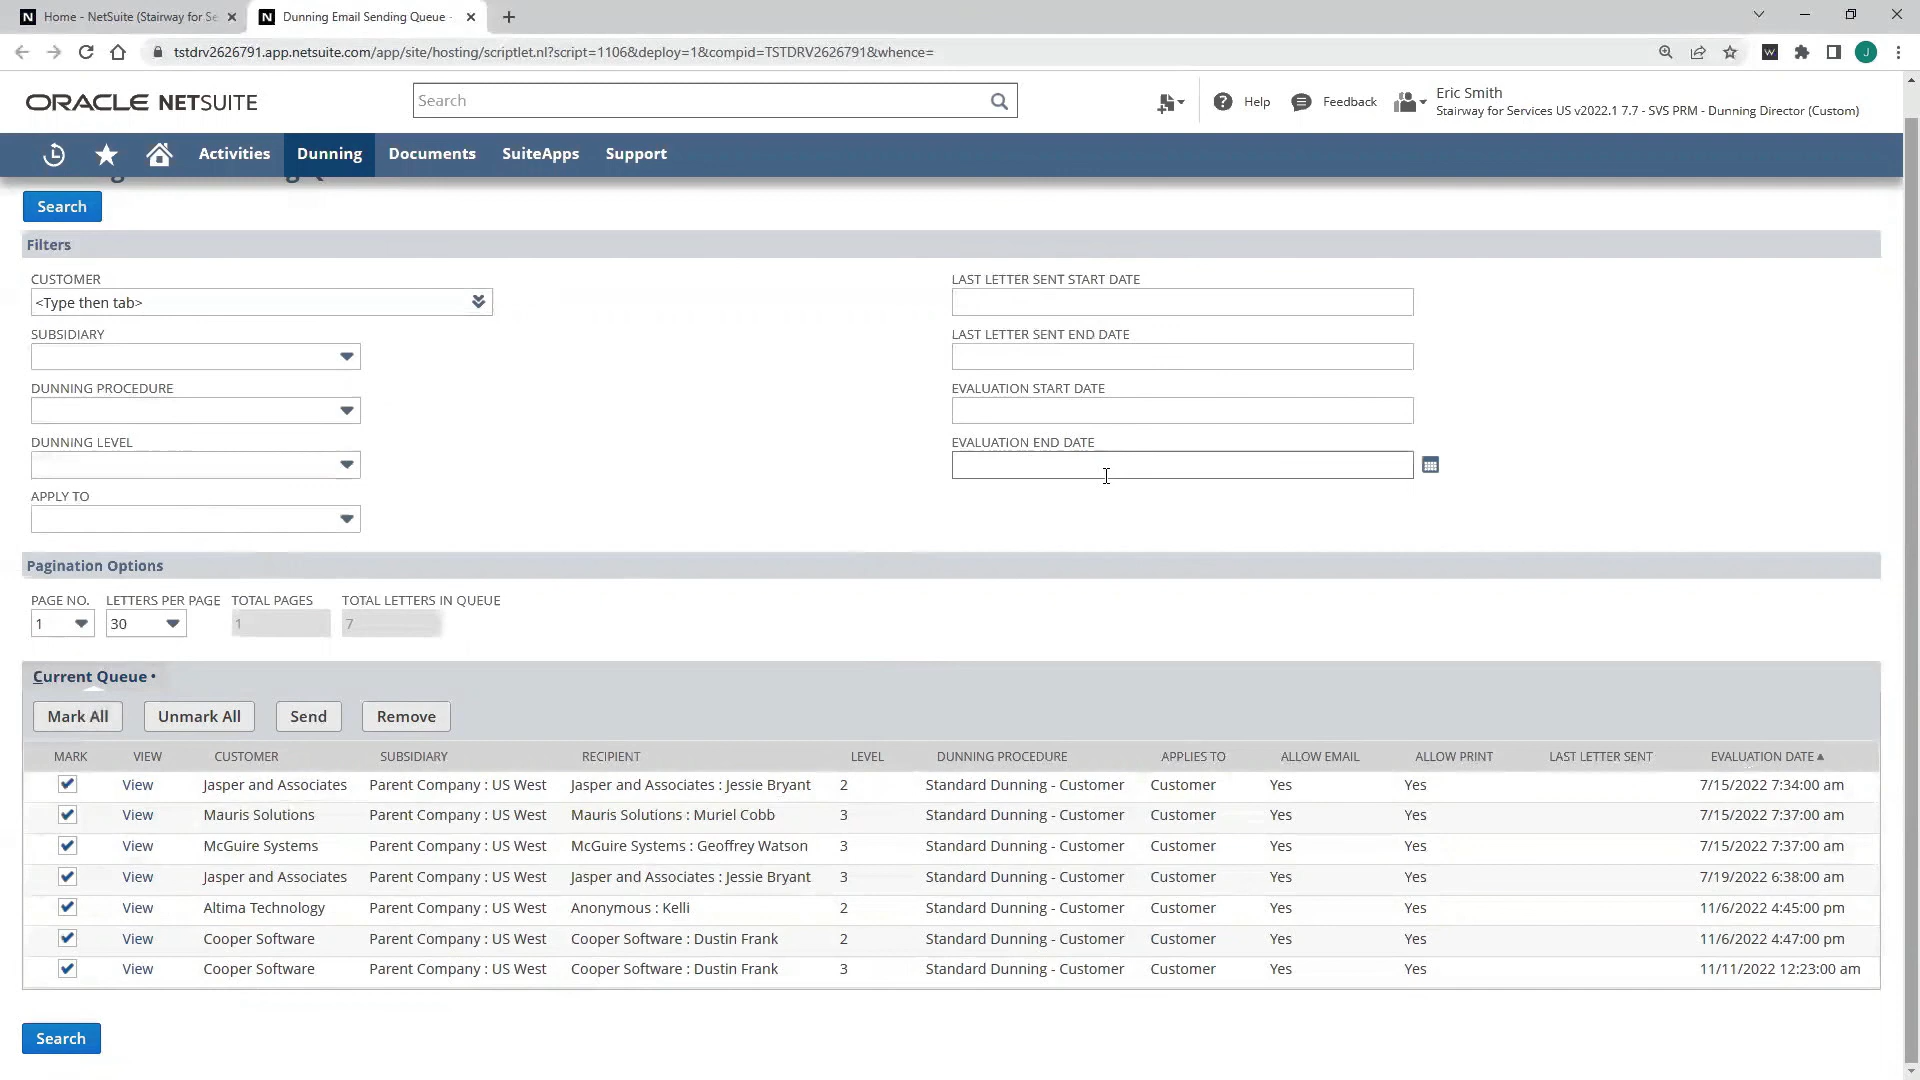 Home - NetSuite (Stairway for Se
Dunning Email Sending Queue -
tstdrv2626791.app.netsuite.com/app/site/hosting/scriptlet.nl?script=1106&deploy=1&compid=TSTDRV2626791&whence=
J
ORACLE NETSUITE
Search
Help
Feedback
Eric Smith
Stairway for Services US v2022.1 7.7 - SVS PRM - Dunning Director (Custom)
Activities Dunning Documents SuiteApps Support
Search
Filters
CUSTOMER
<Type then tab>
SUBSIDIARY
DUNNING PROCEDURE
DUNNING LEVEL
APPLY TO
LAST LETTER SENT START DATE
LAST LETTER SENT END DATE
EVALUATION START DATE
EVALUATION END DATE
Pagination Options
PAGE NO. LETTERS PER PAGE TOTAL PAGES TOTAL LETTERS IN QUEUE
1 30 1 7
Current Queue •
Mark All Unmark All Send Remove
MARK VIEW CUSTOMER SUBSIDIARY RECIPIENT LEVEL DUNNING PROCEDURE APPLIES TO ALLOW EMAIL ALLOW PRINT LAST LETTER SENT EVALUATION DATE▲
View Jasper and Associates Parent Company : US West Jasper and Associates : Jessie Bryant 2 Standard Dunning - Customer Customer Yes Yes 7/15/2022 7:34:00 am
View Mauris Solutions Parent Company : US West Mauris Solutions : Muriel Cobb 3 Standard Dunning - Customer Customer Yes Yes 7/15/2022 7:37:00 am
View McGuire Systems Parent Company : US West McGuire Systems : Geoffrey Watson 3 Standard Dunning - Customer Customer Yes Yes 7/15/2022 7:37:00 am
View Jasper and Associates Parent Company : US West Jasper and Associates : Jessie Bryant 3 Standard Dunning - Customer Customer Yes Yes 7/19/2022 6:38:00 am
View Altima Technology Parent Company : US West Anonymous : Kelli 2 Standard Dunning - Customer Customer Yes Yes 11/6/2022 4:45:00 pm
View Cooper Software Parent Company : US West Cooper Software : Dustin Frank 2 Standard Dunning - Customer Customer Yes Yes 11/6/2022 4:47:00 pm
View Cooper Software Parent Company : US West Cooper Software : Dustin Frank 3 Standard Dunning - Customer Customer Yes Yes 11/11/2022 12:23:00 am
Search